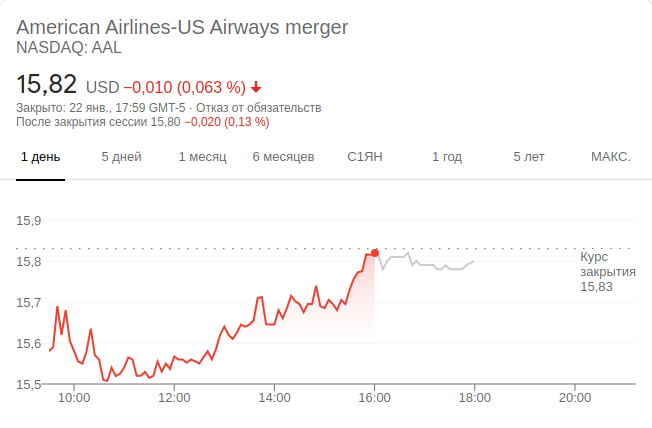 American Airlines-US Airways merger
NASDAQ: AAL
15,82 USD −0,010 (0,063 %)
Закрыто: 22 янв., 17:59 GMT-5 · Отказ от обязательств
После закрытия сессии 15,80 −0,020 (0,13 %)
1 день 5 дней 1 месяц 6 месяцев С1ЯН 1 год 5 лет МАКС.
15,9
15,8
Курс
закрытия
15,83
15,7
15,6
15,5
10:00 12:00 14:00 16:00 18:00 20:00